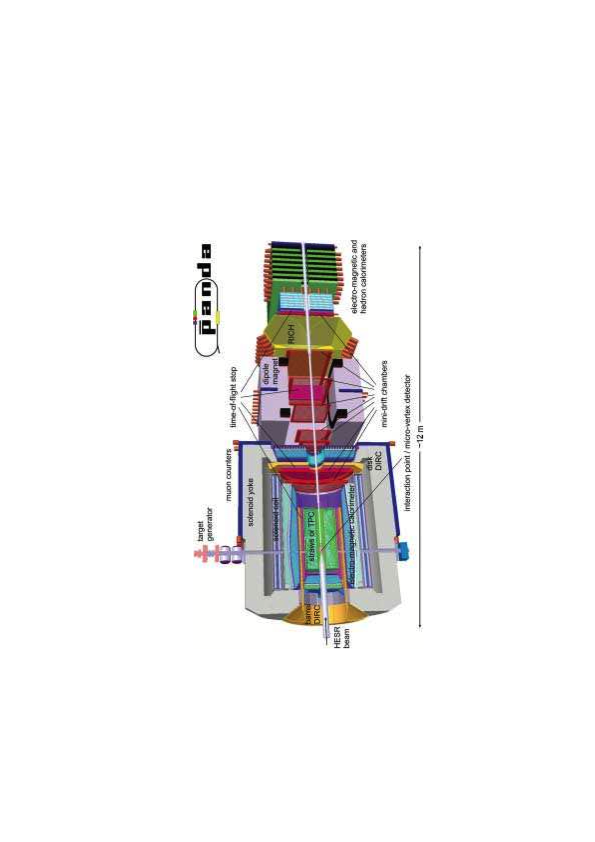 panda
target
generator
muon counters
solenoid yoke
solenoid coil
time-of-flight stop
dipole
magnet
RICH
electro-magnetic and
hadron calorimeters
mini-drift chambers
disk
DIRC
straws or TPC
electro-magnetic calorimeter
barrel
DIRC
HESR
beam
interaction point / micro-vertex detector
~12 m